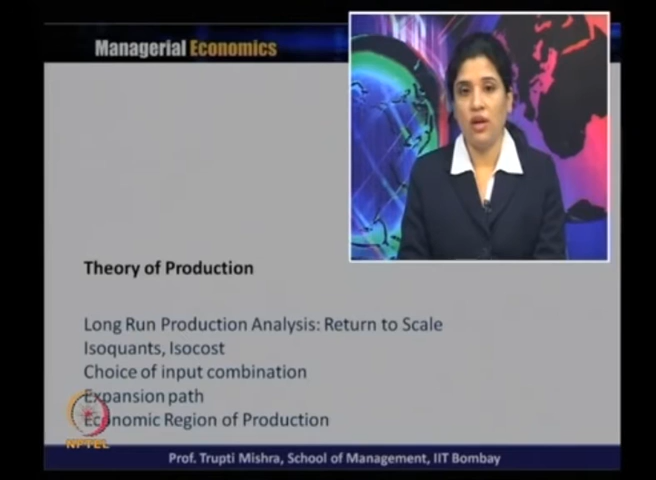 Managerial Economics
Theory of Production
Long Run Production Analysis: Return to Scale
Isoquants, Isocost
Choice of input combination
Expansion path
Economic Region of Production
NPTEL
Prof. Trupti Mishra, School of Management, IIT Bombay